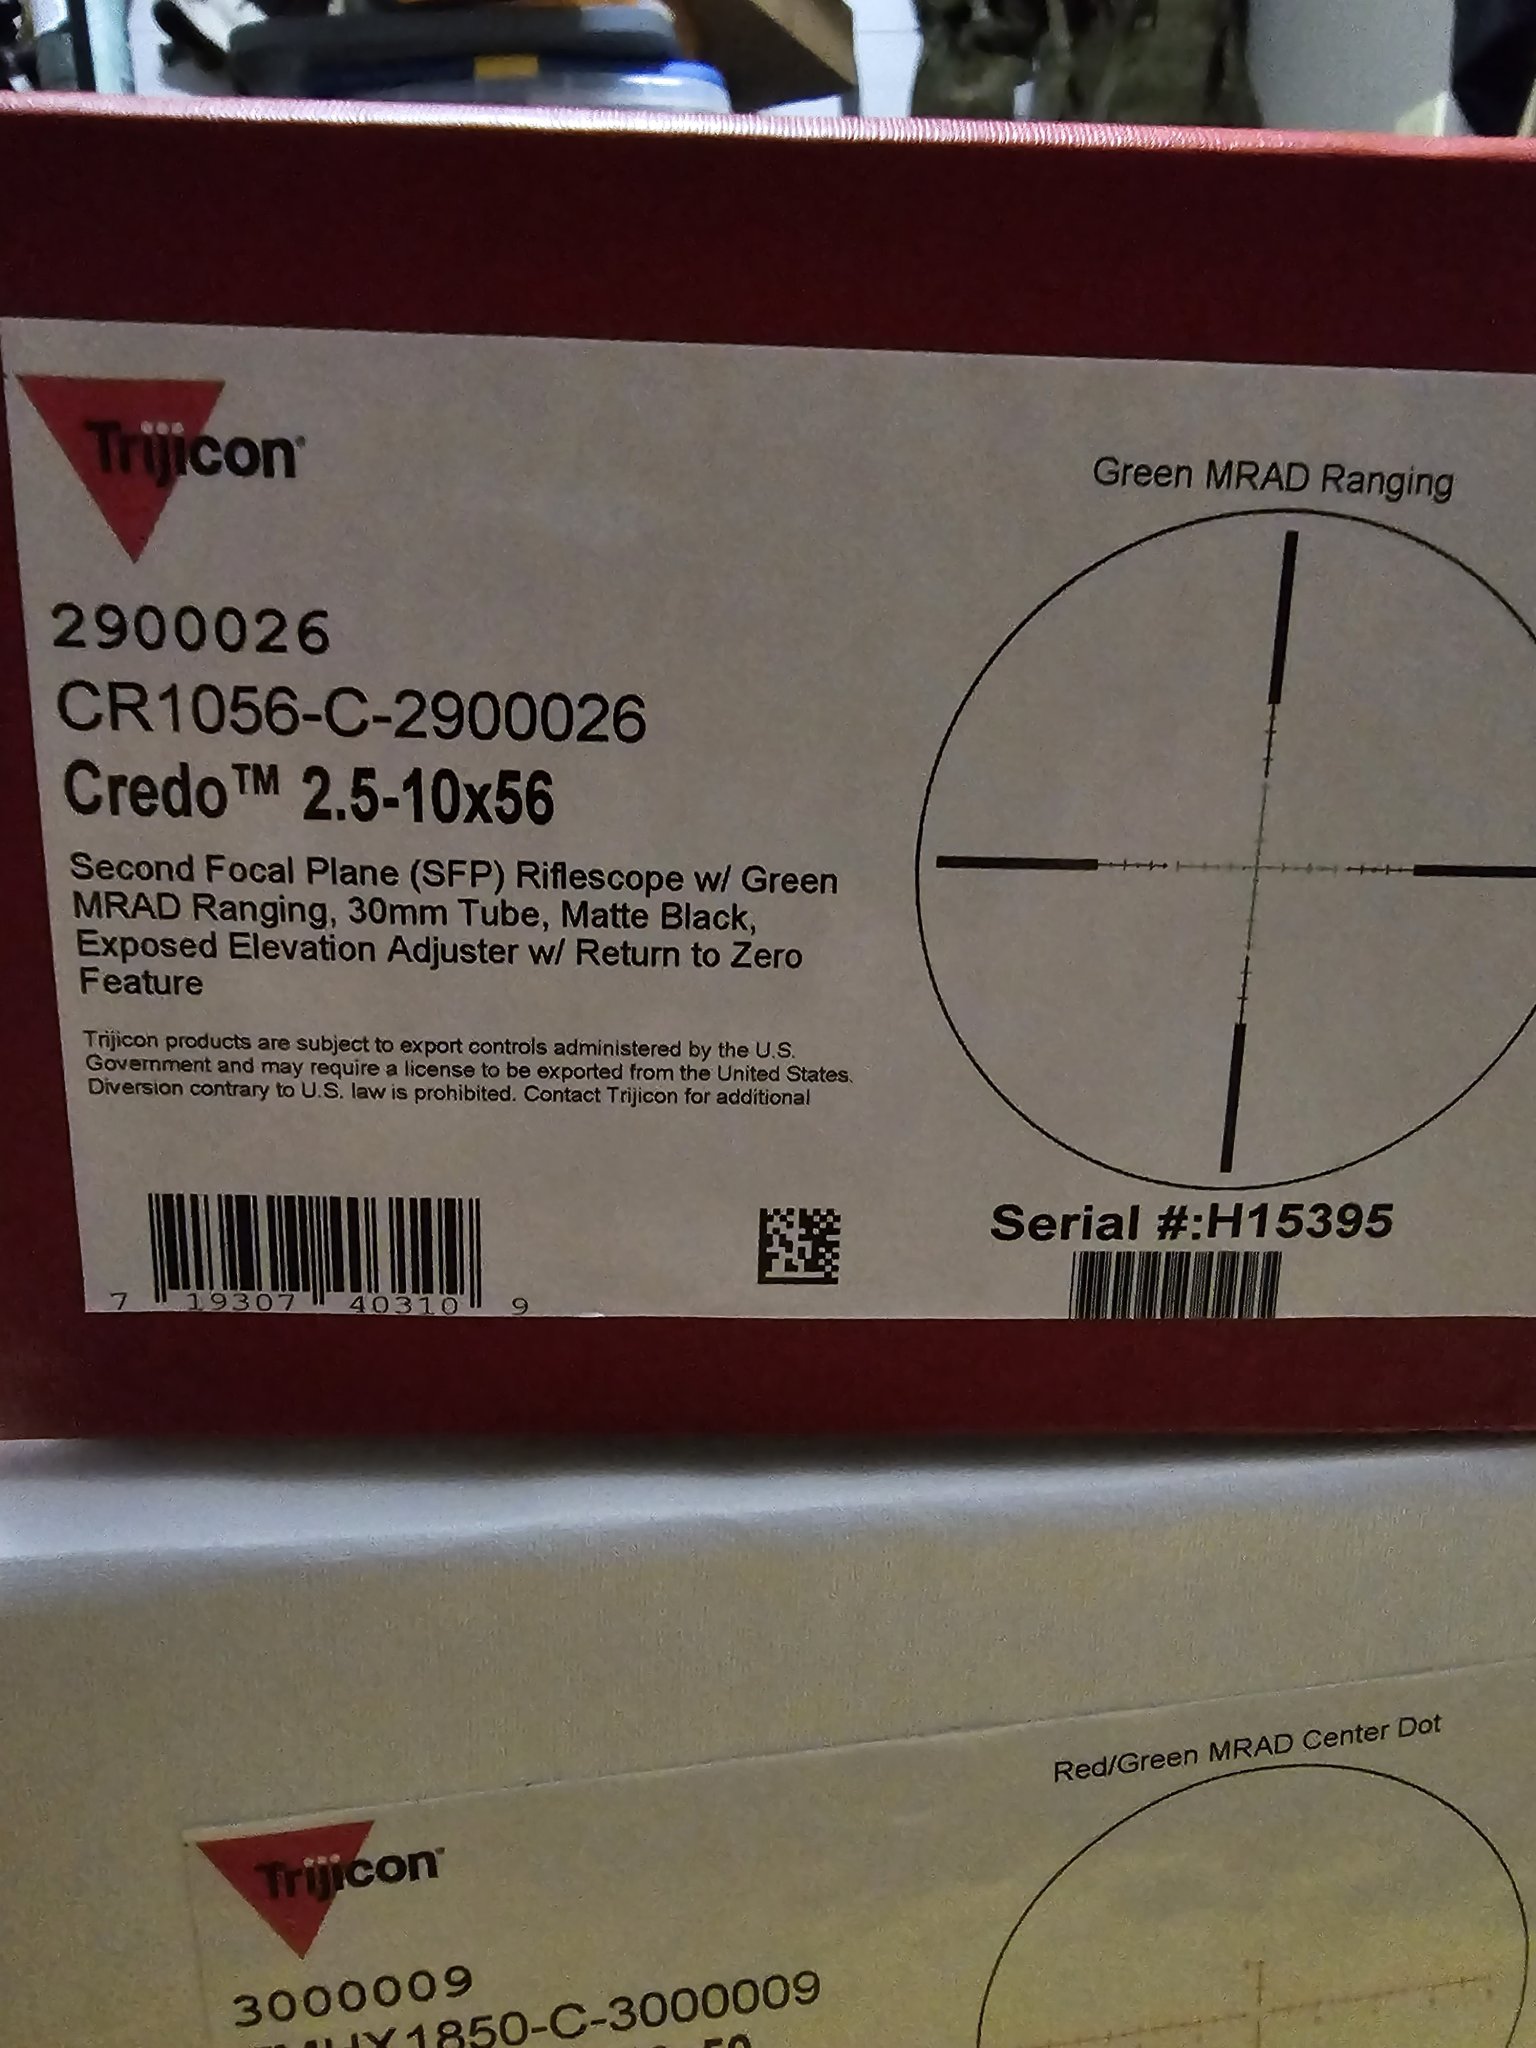 Trijicon®
Green MRAD Ranging
2900026
CR1056-C-2900026
Credo™ 2.5-10x56
Second Focal Plane (SFP) Riflescope w/ Green
MRAD Ranging, 30mm Tube, Matte Black,
Exposed Elevation Adjuster w/ Return to Zero
Feature
Trijicon products are subject to export controls administered by the U.S.
Government and may require a license to be exported from the United States.
Diversion contrary to U.S. law is prohibited. Contact Trijicon for additional
Serial #:H15395
7 19307 40310 9
Red/Green MRAD Center Dot
Trijicon
3000009
1850-C-3000009